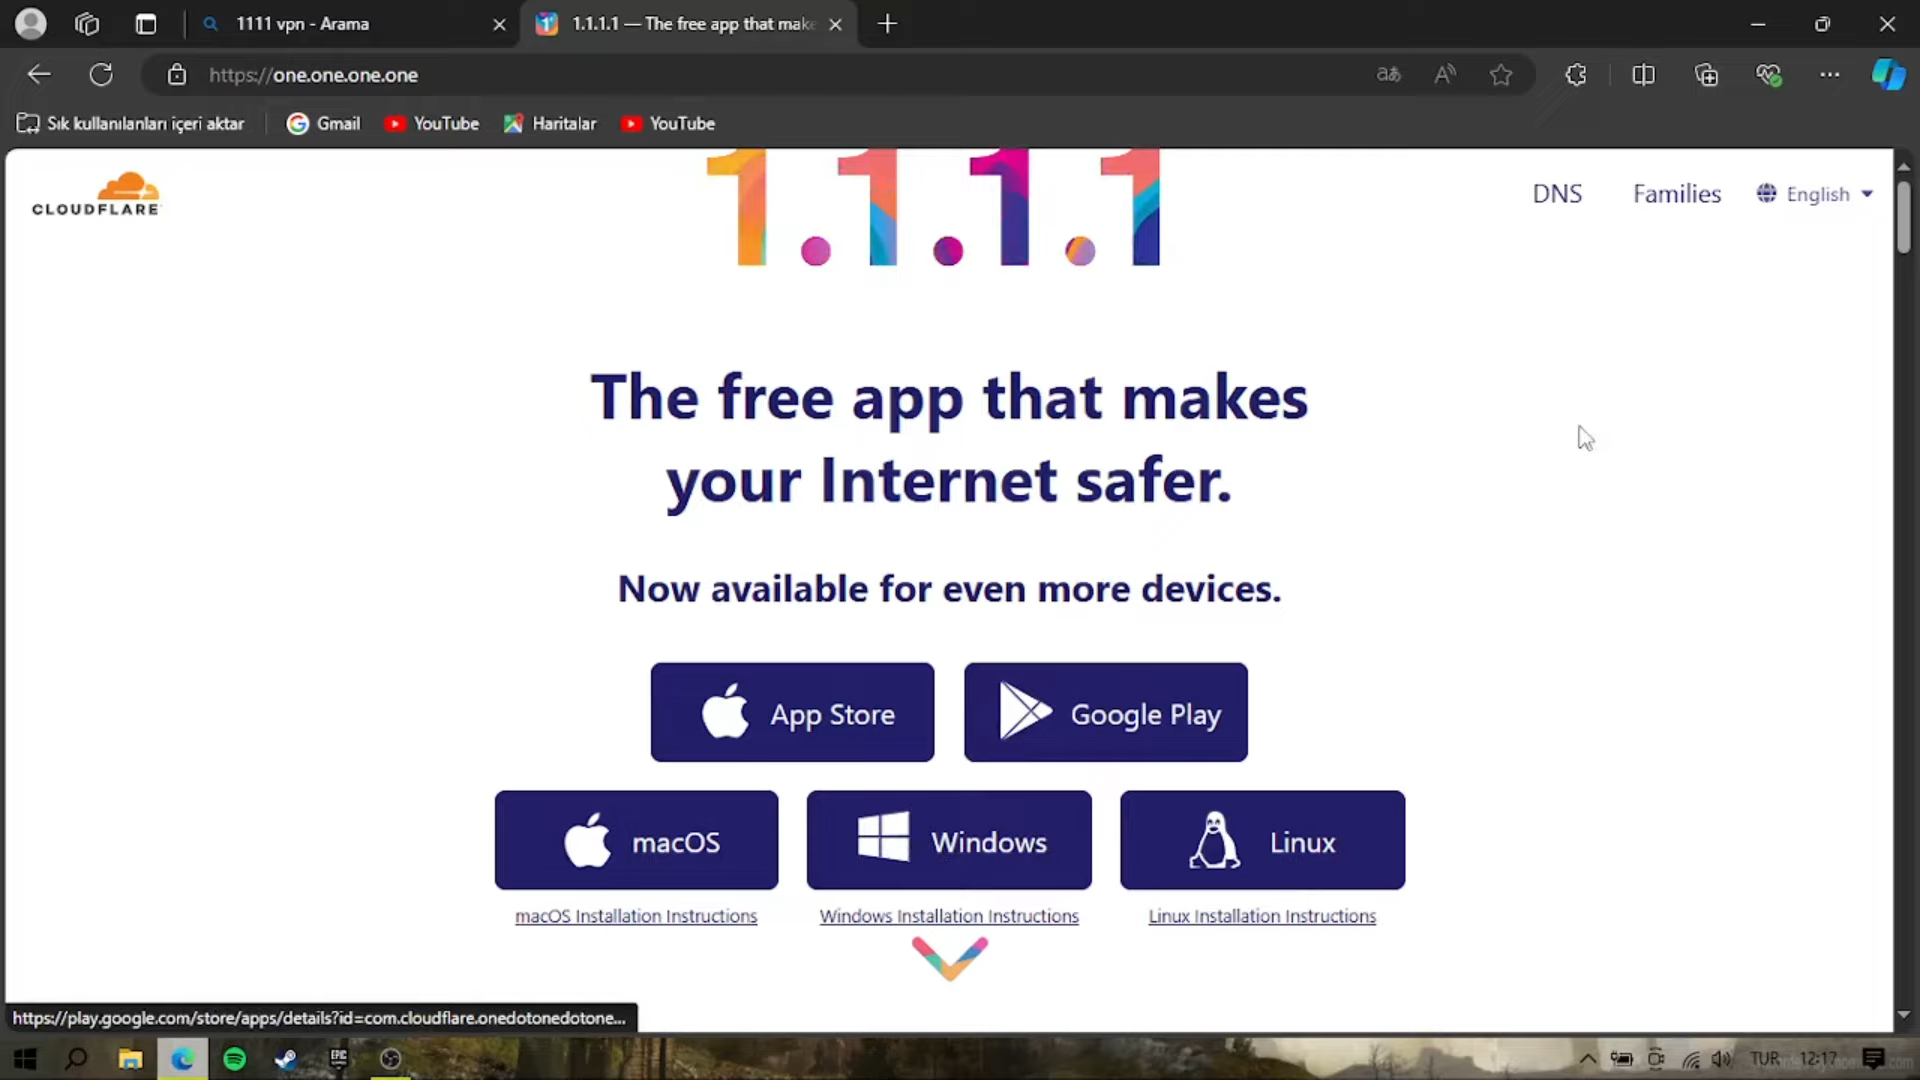 1111 vpn - Arama
1.1.1.1 — The free app that make
https://one.one.one.one
Sık kullanılanları içeri aktar
Gmail
YouTube
Haritalar
YouTube
CLOUDFLARE
1.1.1.1
DNS
Families
English
The free app that makes
your Internet safer.
Now available for even more devices.
App Store
Google Play
macOS
Windows
Linux
macOS Installation Instructions
Windows Installation Instructions
Linux Installation Instructions
https://play.google.com/store/apps/details?id=com.cloudflare.onedotonedotone...
EPIC
TUR
12:17